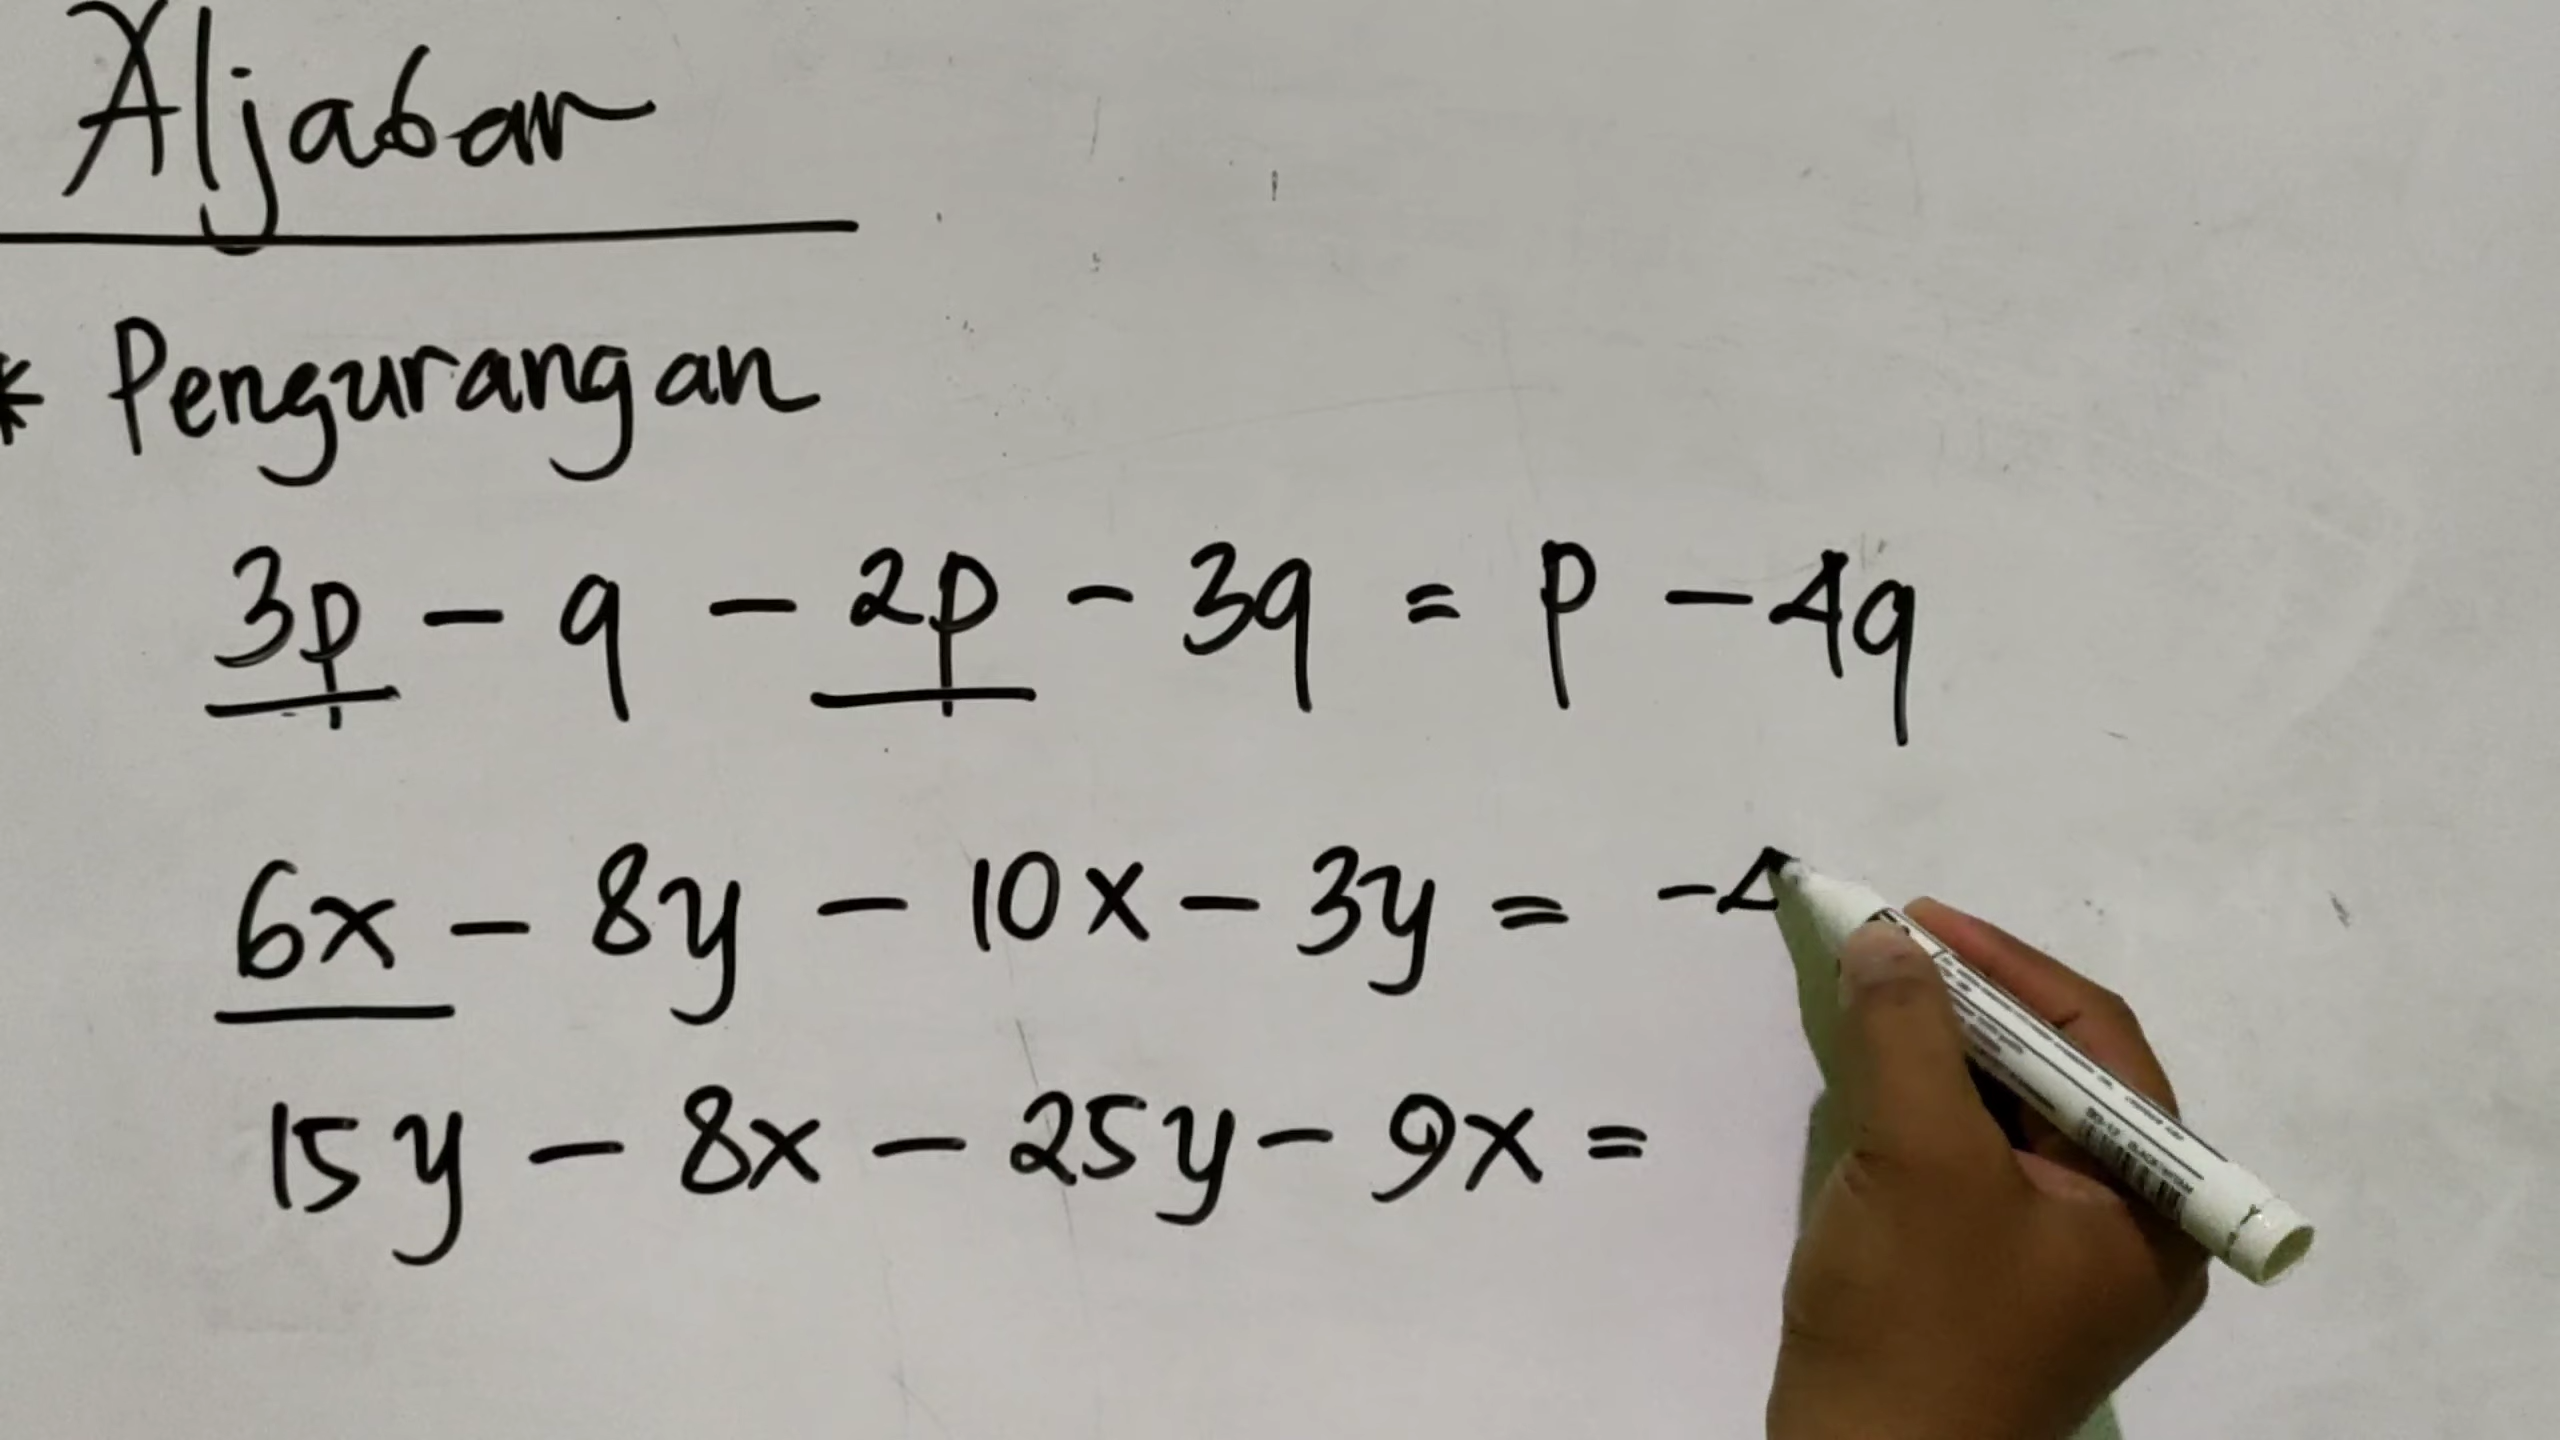 Aljabar
* Pengurangan
3p - q - 2p - 3q = p - 4q
6x - 8y - 10x - 3y = -4
15y - 8x - 25y - 9x =